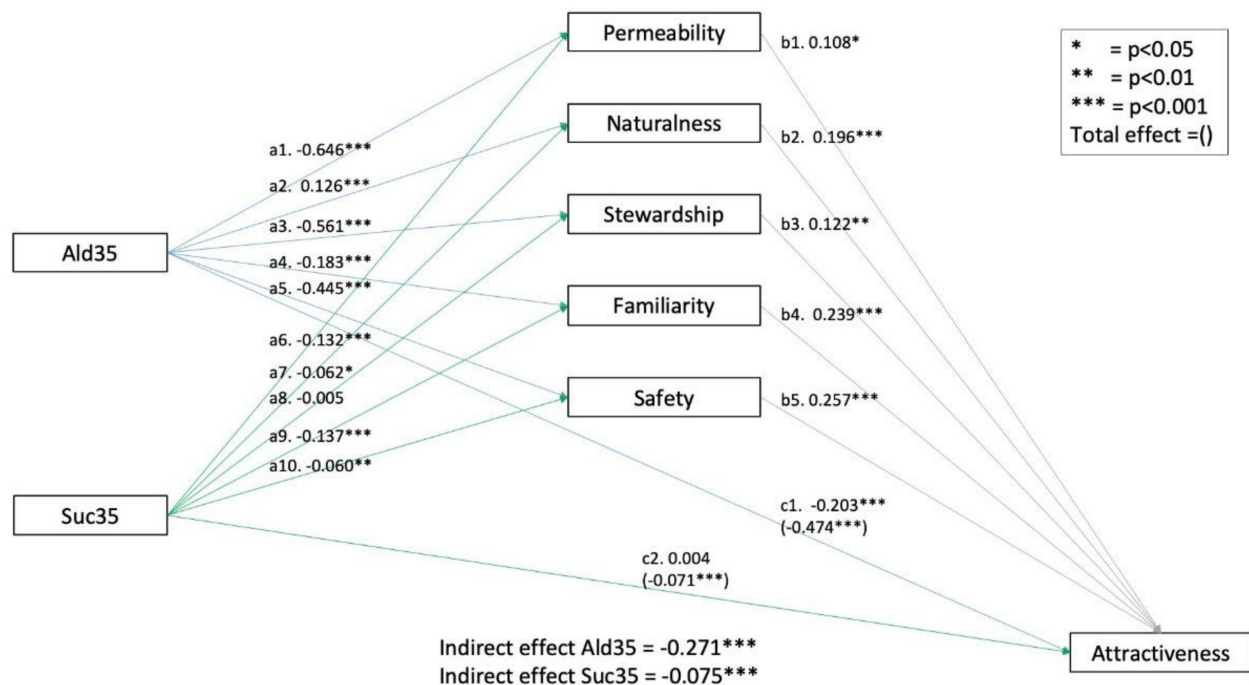 Permeability
b1. 0.108*
* = p<0.05
** = p<0.01
*** = p<0.001
Total effect =()
Naturalness
b2. 0.196***
a1. -0.646***
a2. 0.126***
Stewardship
b3. 0.122**
a3. -0.561***
Ald35
a4. -0.183***
a5. -0.445***
Familiarity
b4. 0.239***
a6. -0.132***
a7. -0.062*
a8. -0.005
Safety
b5. 0.257***
a9. -0.137***
a10. -0.060**
Suc35
c1. -0.203***
(-0.474***)
c2. 0.004
(-0.071***)
Indirect effect Ald35 = -0.271***
Indirect effect Suc35 = -0.075***
Attractiveness